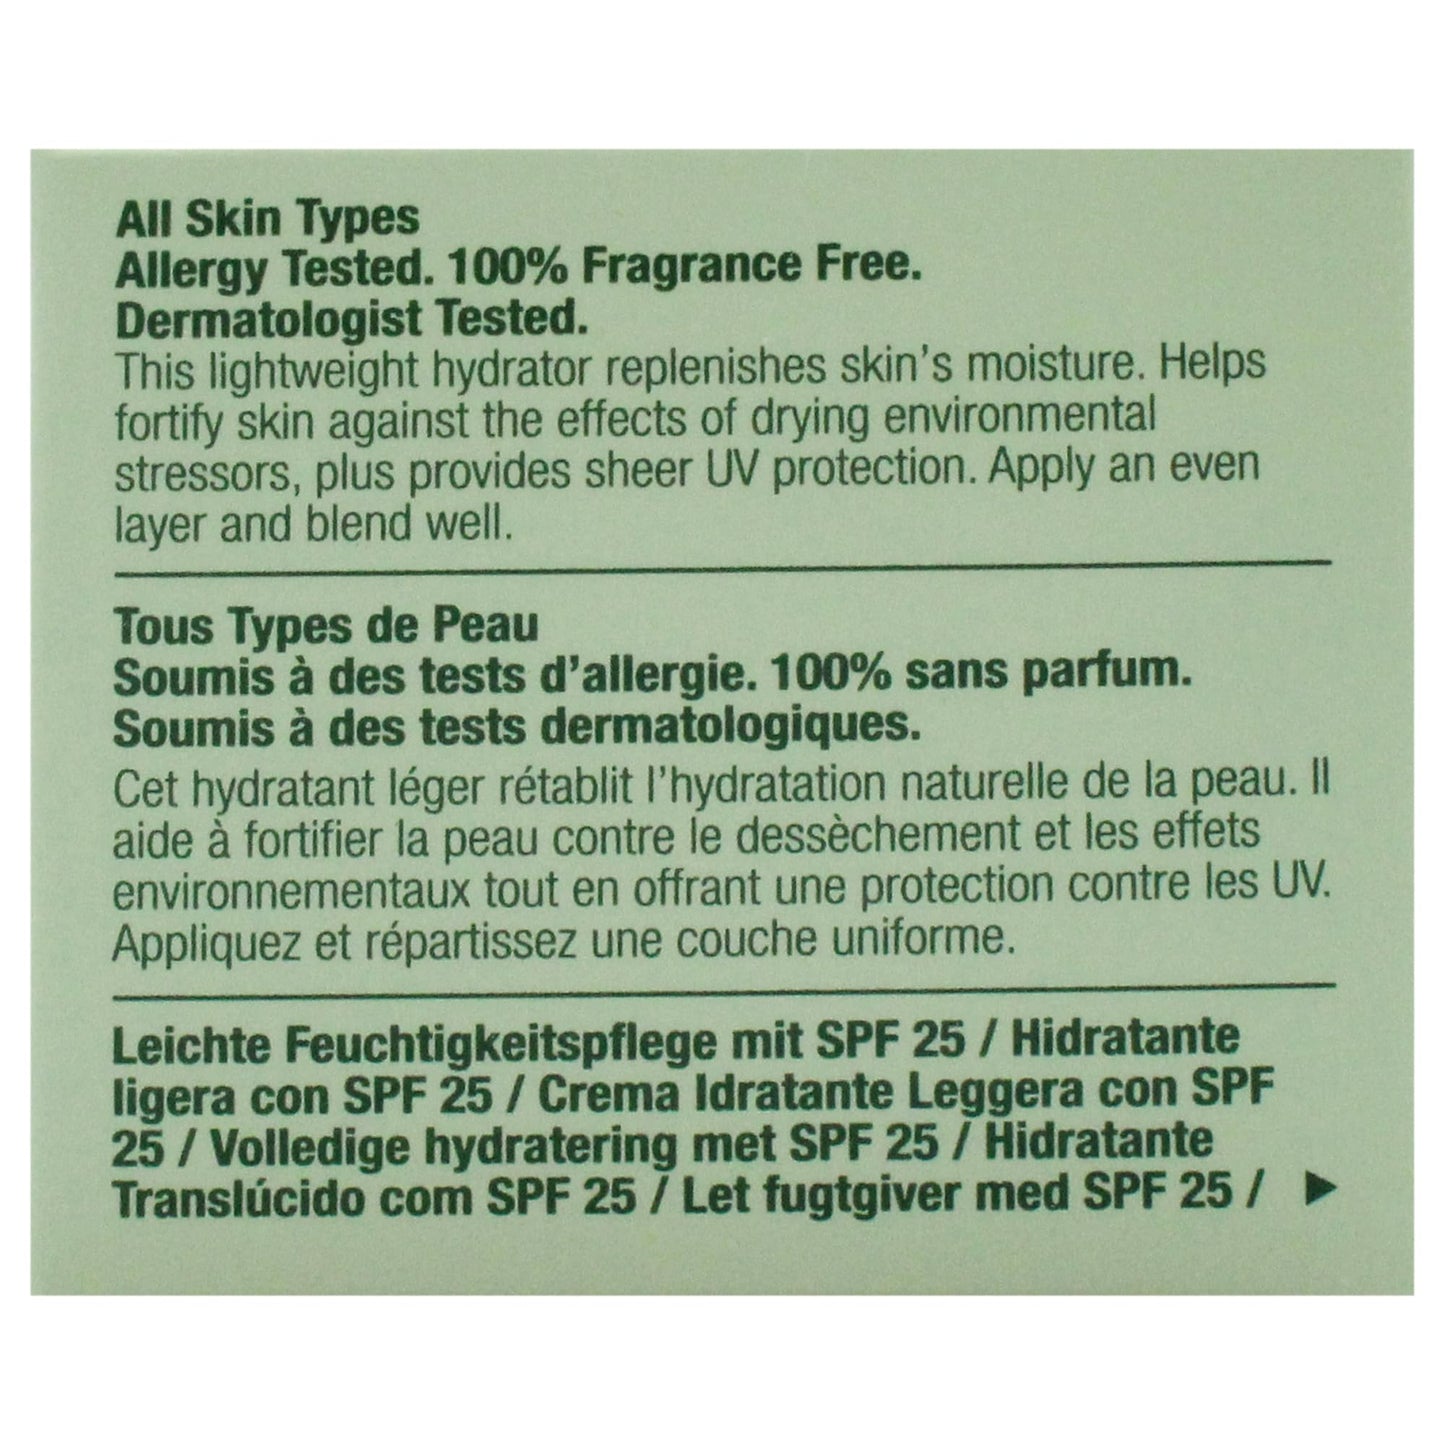 All Skin Types
Allergy Tested. 100% Fragrance Free.
Dermatologist Tested.
This lightweight hydrator replenishes skin's moisture. Helps
fortify skin against the effects of drying environmental
stressors, plus provides sheer UV protection. Apply an even
layer and blend well.
Tous Types de Peau
Soumis à des tests d'allergie. 100% sans parfum.
Soumis à des tests dermatologiques.
Cet hydratant léger rétablit l'hydratation naturelle de la peau. Il
aide à fortifier la peau contre le dessèchement et les effets
environnementaux tout en offrant une protection contre les UV.
Appliquez et répartissez une couche uniforme.
Leichte Feuchtigkeitspflege mit SPF 25 / Hidratante
ligera con SPF 25 / Crema Idratante Leggera con SPF
25 / Volledige hydratering met SPF 25 / Hidratante
Translúcido com SPF 25 / Let fugtgiver med SPF 25 / ►